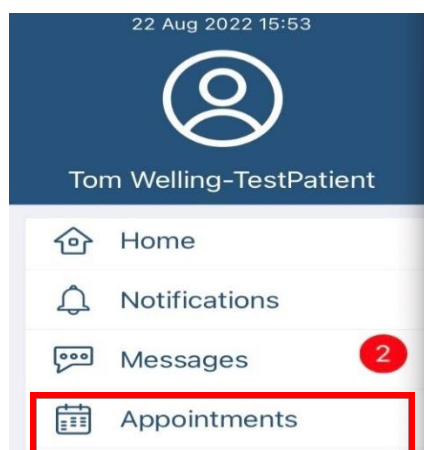 22 Aug 2022 15:53
Tom Welling-TestPatient
Home
Notifications
Messages 2
Appointments